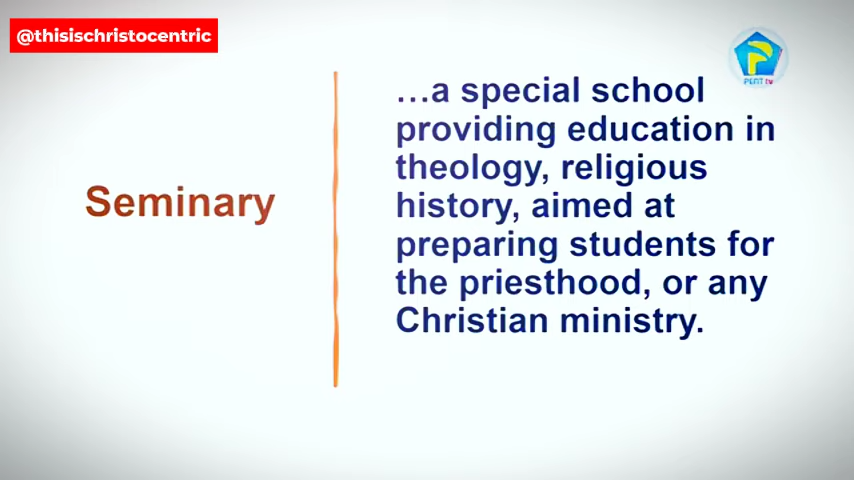 @thisischristocentric
PENT tv
Seminary
...a special school
providing education in
theology, religious
history, aimed at
preparing students for
the priesthood, or any
Christian ministry.